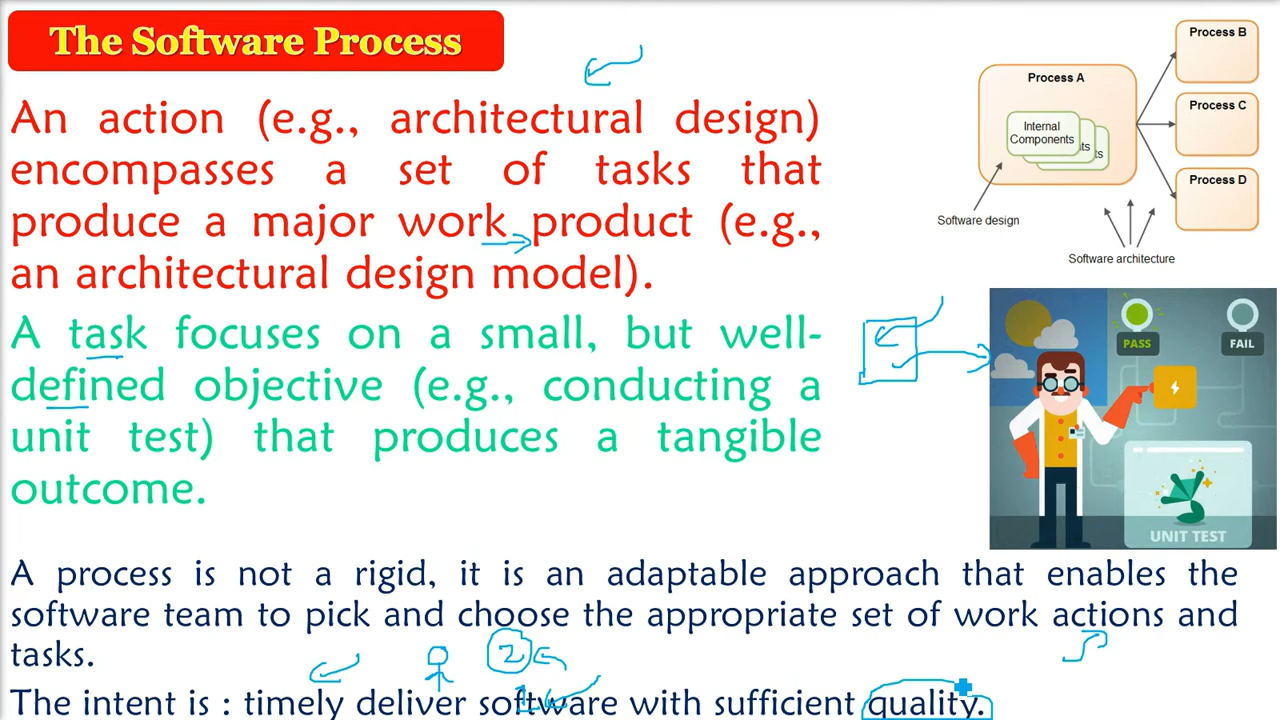 The Software Process
An action (e.g., architectural design)
encompasses a set of tasks that
produce a major work product (e.g.,
an architectural design model).
A task focuses on a small, but well-
defined objective (e.g., conducting a
unit test) that produces a tangible
outcome.
A process is not a rigid, it is an adaptable approach that enables the
software team to pick and choose the appropriate set of work actions and
tasks.
The intent is : timely deliver software with sufficient quality.
2
1
Process A
Internal
Components
nts
ts
Process B
Process C
Process D
Software design
Software architecture
PASS
FAIL
UNIT TEST